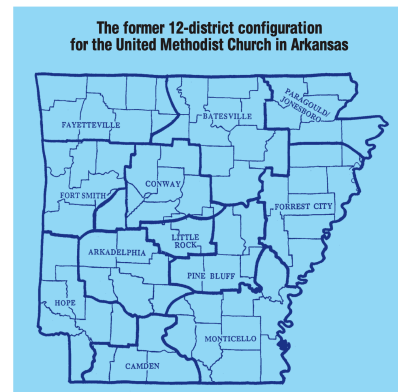 The former 12-district configuration
for the United Methodist Church in Arkansas
PARAGOULD/
JONESBORO
BATESVILLE
FAYETTEVILLE
CONWAY
FORT SMITH
FORREST CITY
LITTLE
ROCK
ARKADELPHIA
PINE BLUFF
HOPE
MONTICELLO
CAMDEN